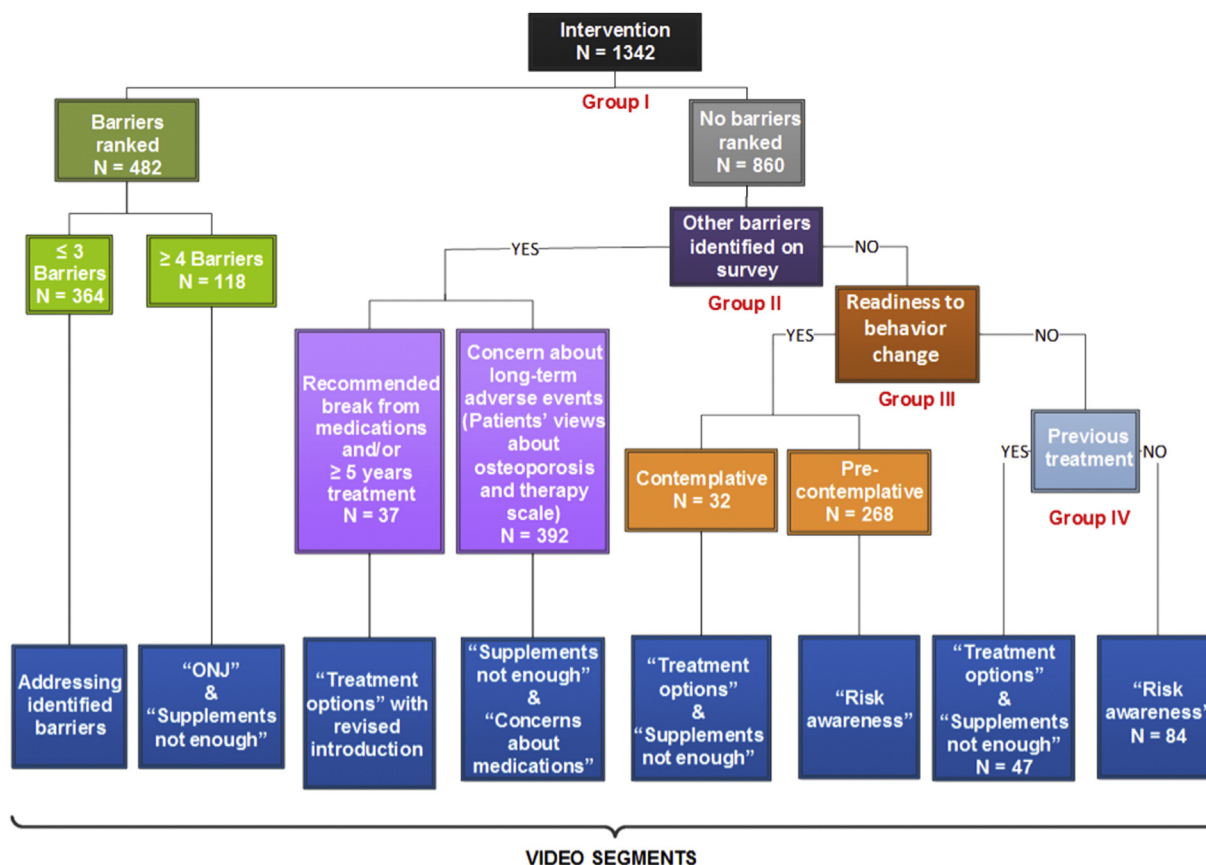 Intervention
N = 1342
Group I
Barriers
ranked
N = 482
No barriers
ranked
N = 860
≤ 3
Barriers
N = 364
≥ 4 Barriers
N = 118
YES
Other barriers
identified on
survey
NO
Group II
Recommended
break from
medications
and/or
≥ 5 years
treatment
N = 37
Concern about
long-term
adverse events
(Patients’ views
about
osteoporosis
and therapy
scale)
N = 392
YES
Readiness to
behavior
change
NO
Group III
Contemplative
N = 32
Pre-
contemplative
N = 268
YES
Previous
treatment
NO
Group IV
Addressing
identified
barriers
“ONJ”
&
“Supplements
not enough”
“Treatment
options” with
revised
introduction
“Supplements
not enough”
&
“Concerns
about
medications”
“Treatment
options”
&
“Supplements
not enough”
“Risk
awareness”
“Treatment
options”
&
“Supplements
not enough”
N = 47
“Risk
awareness”
N = 84
VIDEO SEGMENTS